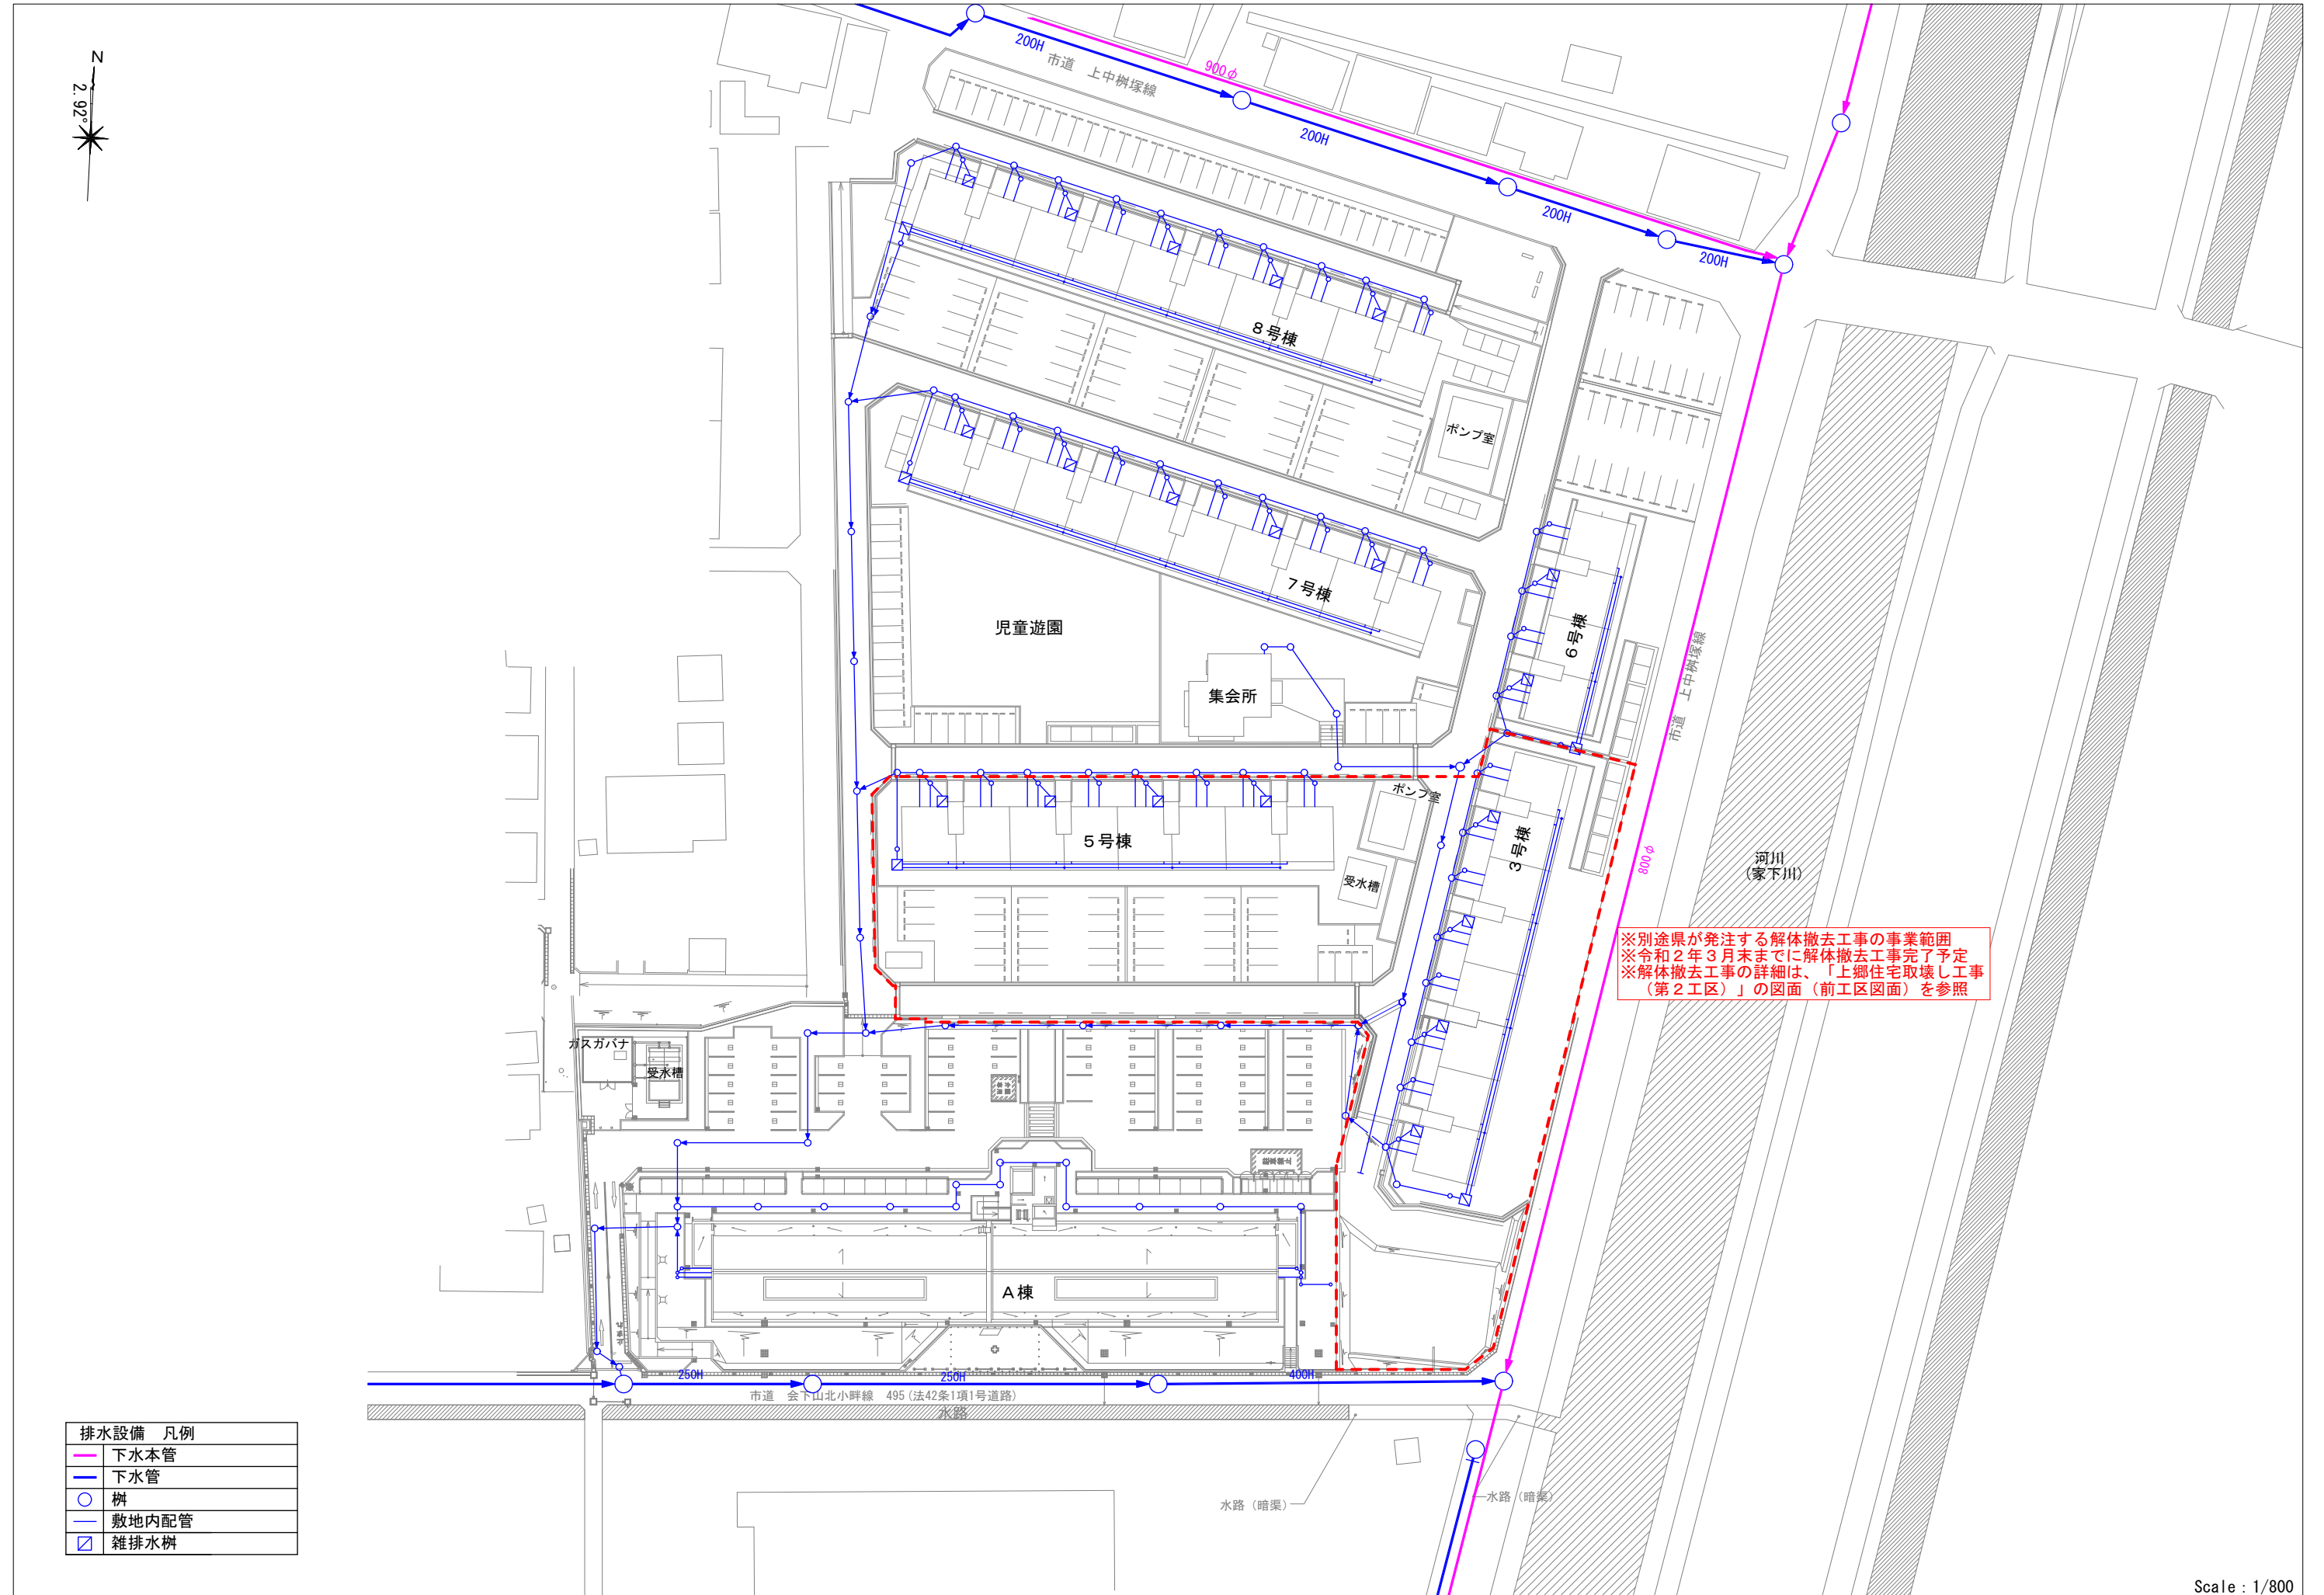 N
2.92°
200H
市道　上中桝塚線
900φ
200H
200H
200H
8号棟
ポンプ室
7号棟
児童遊園
集会所
6号棟
市道　上中桝塚線
ポンプ室
5号棟
受水槽
3号棟
800φ
河川
(家下川)
※別途県が発注する解体撤去工事の事業範囲
※令和２年３月末までに解体撤去工事完了予定
※解体撤去工事の詳細は、「上郷住宅取壊し工事
（第２工区）」の図面（前工区図面）を参照
ガスガバナ
受水槽
A棟
250H
250H
400H
市道　会下山北小畔線　495(法42条1項1号道路)
水路
水路（暗渠）
水路（暗渠）
排水設備　凡例
下水本管
下水管
桝
敷地内配管
雑排水桝
Scale : 1/800